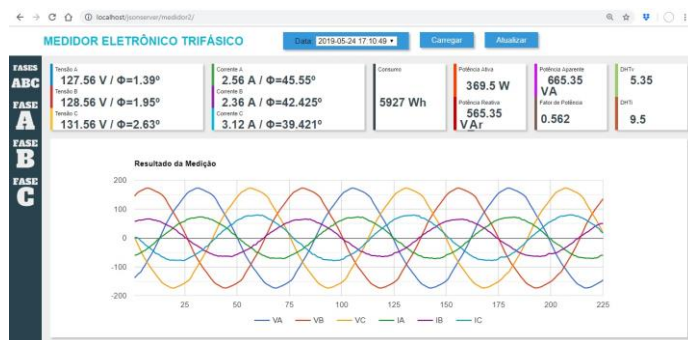 localhost/jsonserver/medidor2/
MEDIDOR ELETRÔNICO TRIFÁSICO
Data: 2019-05-24 17:10:49
Carregar
Atualizar
FASES
ABC
FASE
A
FASE
B
FASE
C
Tensão A
127.56 V / Φ=1.39º
Tensão B
128.56 V / Φ=1.95º
Tensão C
131.56 V / Φ=2.63º
Corrente A
2.56 A / Φ=45.55º
Corrente B
2.36 A / Φ=42.425º
Corrente C
3.12 A / Φ=39.421º
Consumo
5927 Wh
Potência Ativa
369.5 W
Potência Reativa
565.35
VAr
Potência Aparente
665.35
VA
Fator de Potência
0.562
DHTv
5.35
DHTi
9.5
Resultado da Medição
200
100
0
-100
-200
25 50 75 100 125 150 175 200 225
VA VB VC IA IB IC